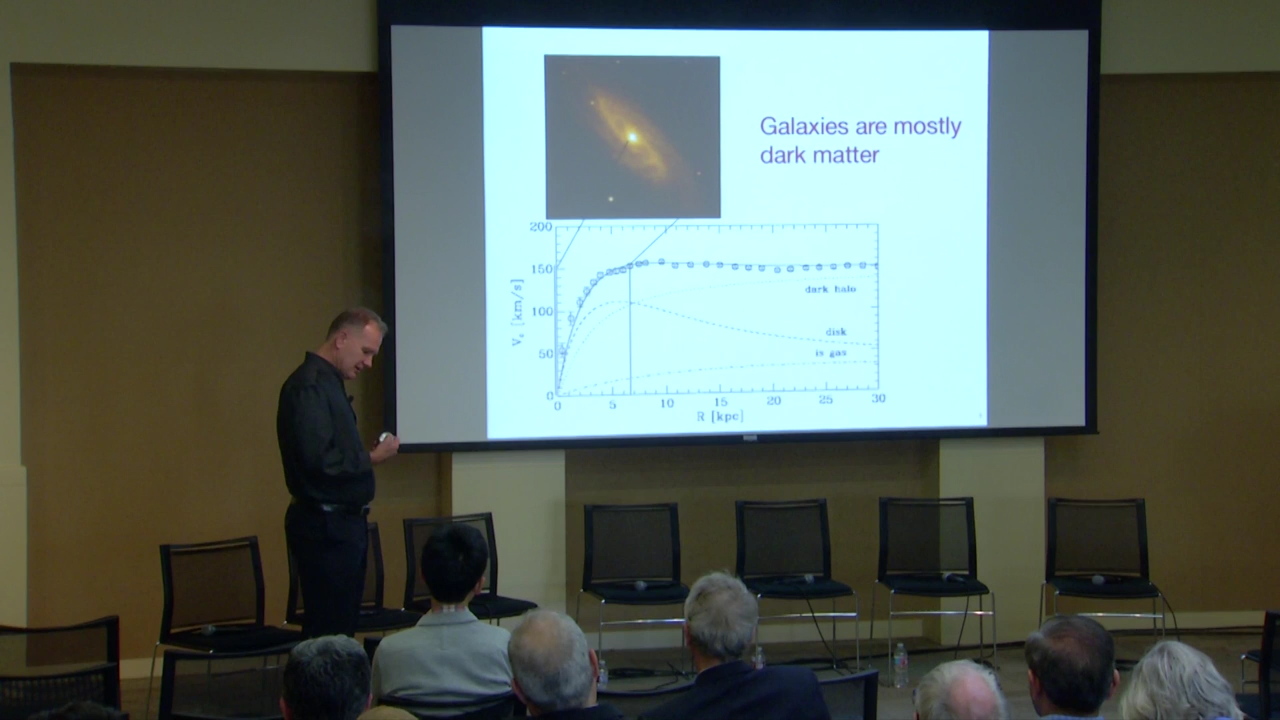 Galaxies are mostly
dark matter
200
150
100
50
0
V [km/s]
dark halo
disk
is gas
0 5 10 15 20 25 30
R [kpc]